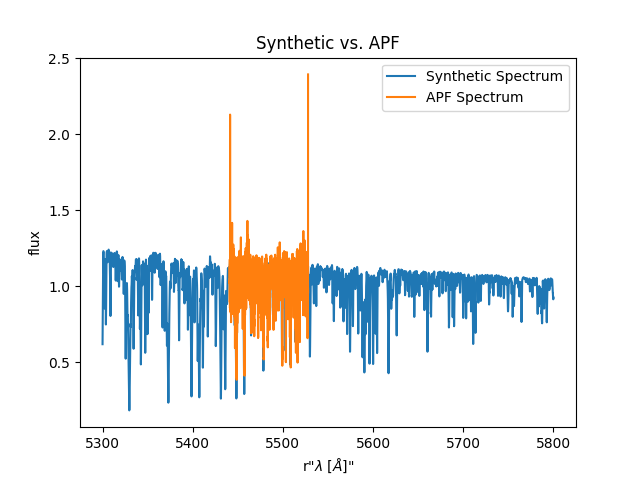 Synthetic vs. APF
Synthetic Spectrum
APF Spectrum
flux
2.5
2.0
1.5
1.0
0.5
5300 5400 5500 5600 5700 5800
r"λ [Å]"